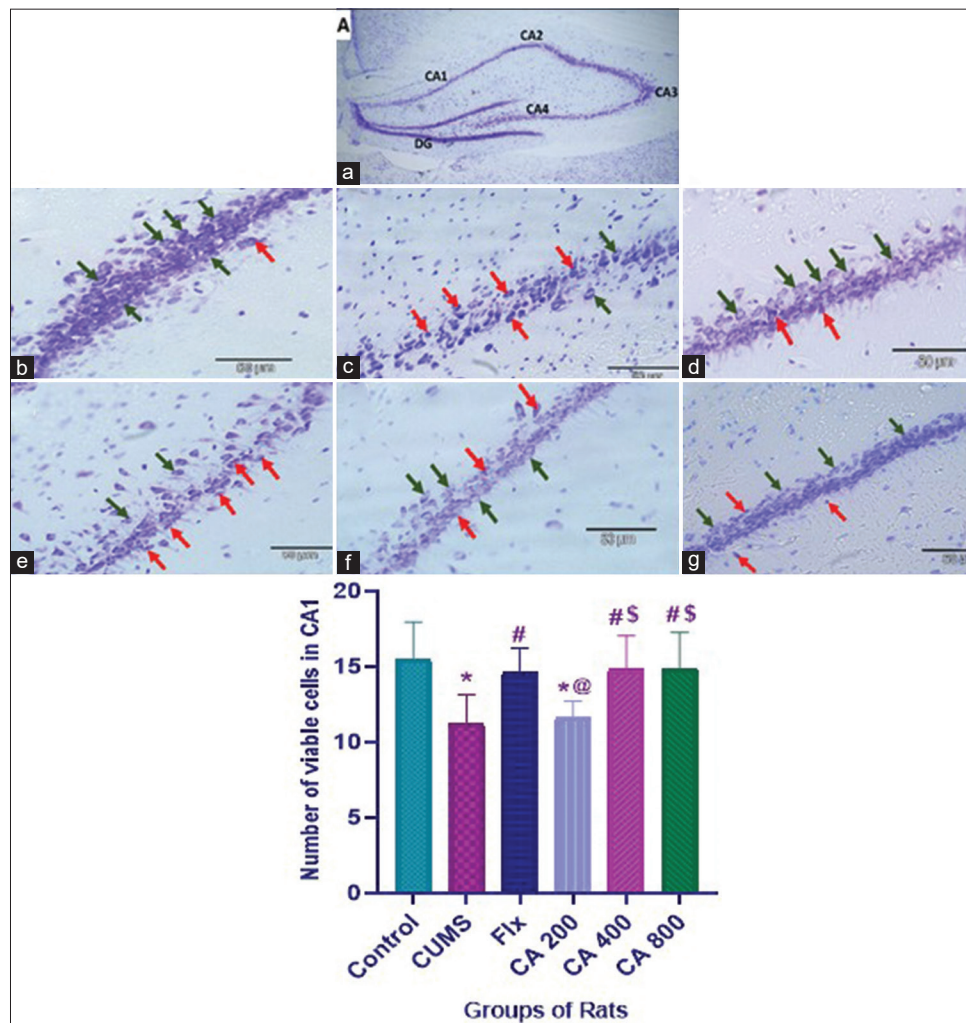 A
CA2
CA1
CA3
CA4
DG
a
b
c
d
50 µm
e
f
g
20
15
10
5
0
Number of viable cells in CA1
*
#
*@
#$
#$
Control
CUMS
Flx
CA 200
CA 400
CA 800
Groups of Rats